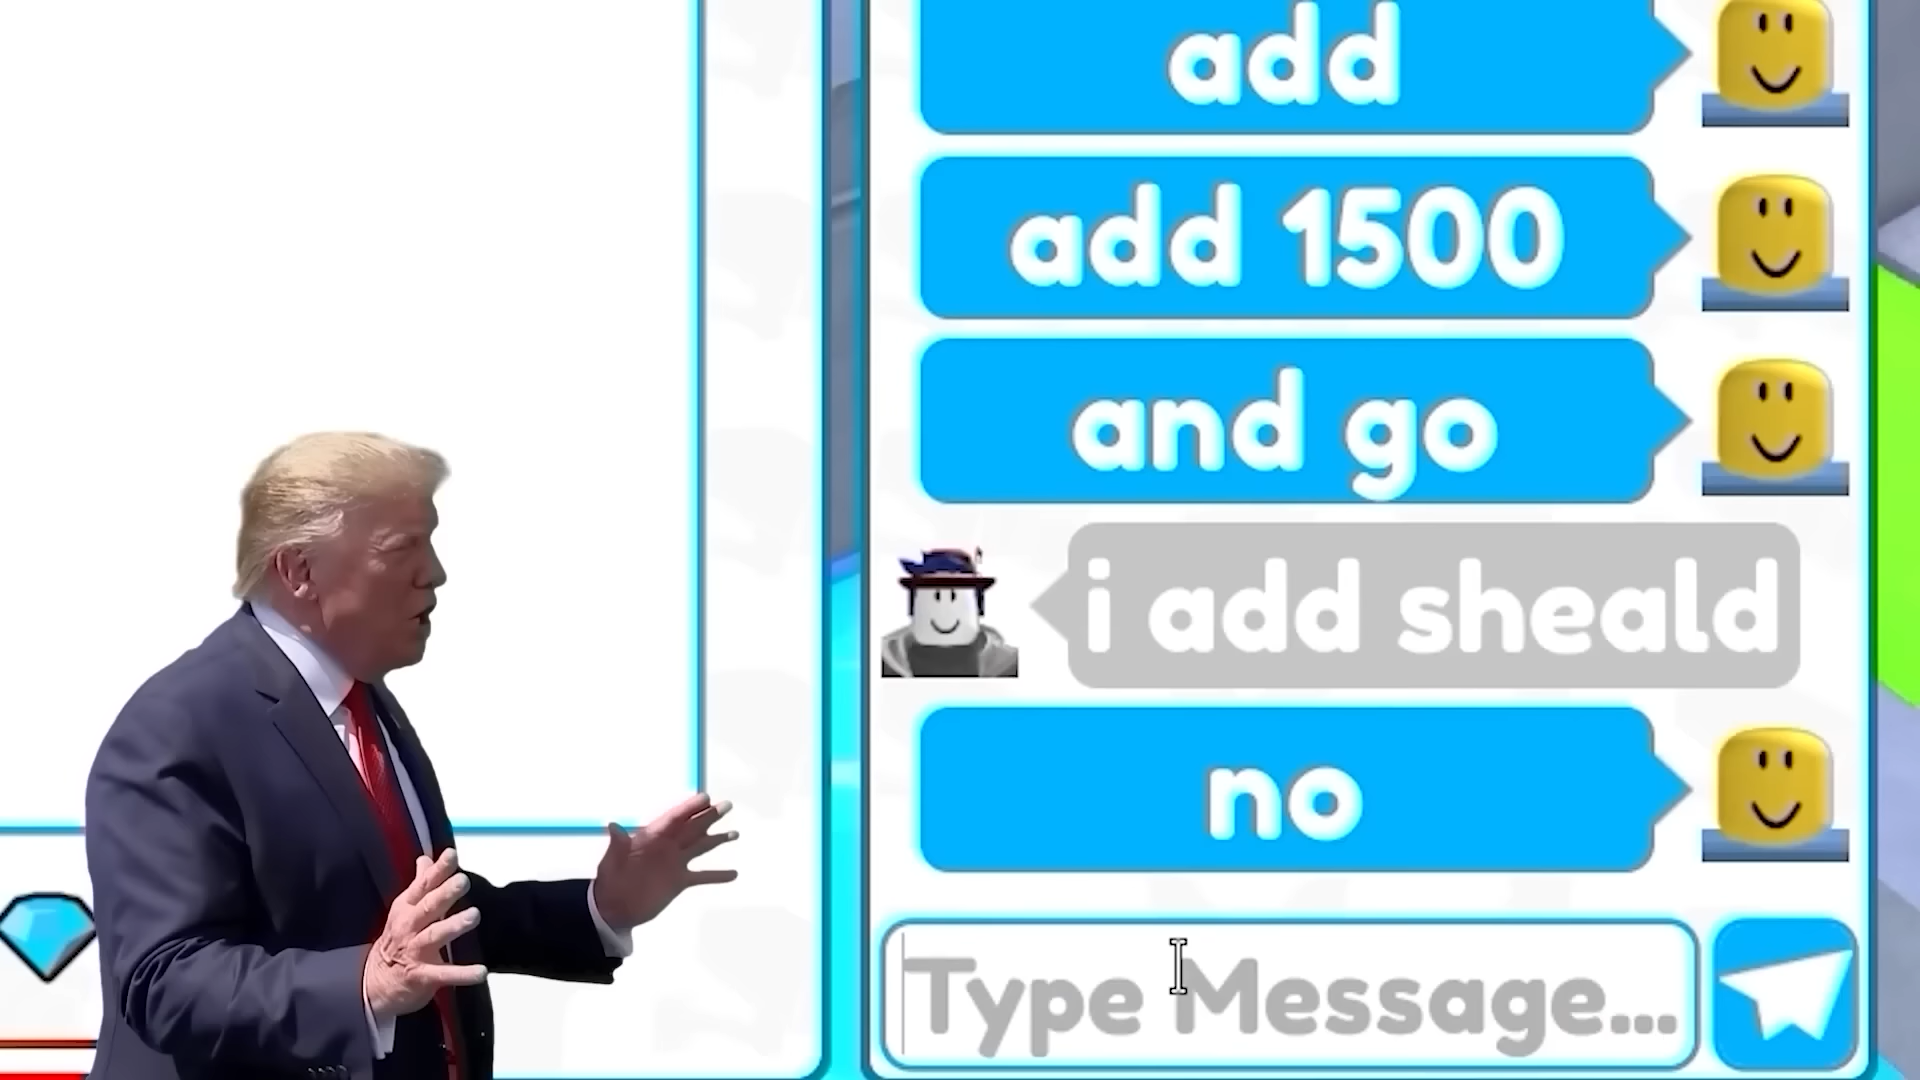 add
add 1500
and go
i add sheald
no
Type Message...